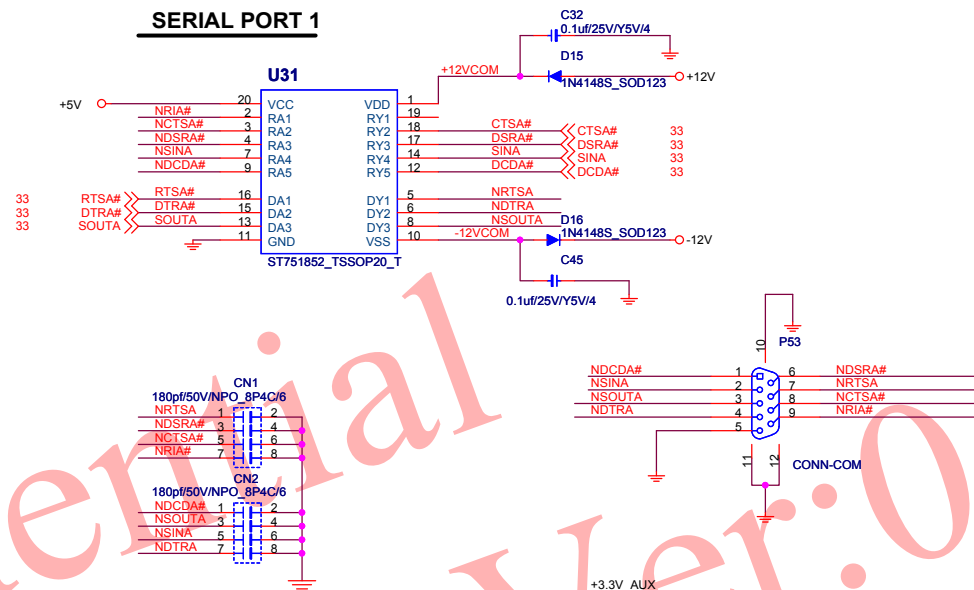 SERIAL PORT 1
C32
0.1uf/25V/Y5V/4
D15
+12VCOM
1N4148S_SOD123
+12V
U31
+5V
20 VCC VDD 1
NRIA# 2 RA1 RY1 19
NCTSA# 3 RA2 RY2 18 CTSA# CTSA# 33
NDSRA# 4 RA3 RY3 17 DSRA# DSRA# 33
NSINA 7 RA4 RY4 14 SINA SINA 33
NDCDA# 9 RA5 RY5 12 DCDA# DCDA# 33
33 RTSA# RTSA# 16 DA1 DY1 5 NRTSA
33 DTRA# DTRA# 15 DA2 DY2 6 NDTRA
33 SOUTA SOUTA 13 DA3 DY3 8 NSOUTA
11 GND VSS 10 -12VCOM
D16
1N4148S_SOD123
-12V
ST751852_TSSOP20_T
C45
0.1uf/25V/Y5V/4
10
P53
NDCDA# 1 6 NDSRA#
NSINA 2 7 NRTSA
NSOUTA 3 8 NCTSA#
NDTRA 4 9 NRIA#
5
11 12
CONN-COM
CN1
180pf/50V/NPO_8P4C/6
NRTSA 1 2
NDSRA# 3 4
NCTSA# 5 6
NRIA# 7 8
CN2
180pf/50V/NPO_8P4C/6
NDCDA# 1 2
NSOUTA 3 4
NSINA 5 6
NDTRA 7 8
+3.3V_AUX
ential
Ver:0